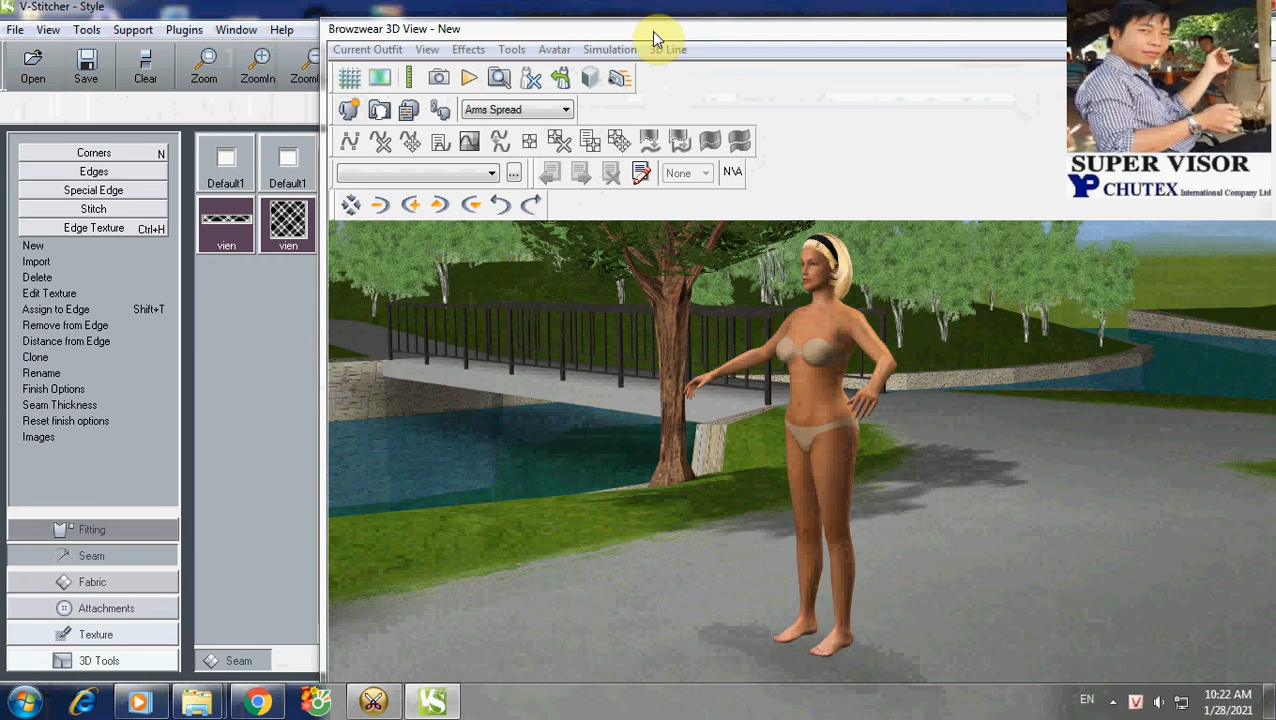 V-Stitcher - Style
File View Tools Support Plugins Window Help
Open Save Clear Zoom ZoomIn
Browzwear 3D View - New
Current Outfit View Effects Tools Avatar Simulation 3D Line
Arms Spread
None N\A
Corners N
Edges
Special Edge
Stitch
Edge Texture Ctrl+H
New
Import
Delete
Edit Texture
Assign to Edge Shift+T
Remove from Edge
Distance from Edge
Clone
Rename
Finish Options
Seam Thickness
Reset finish options
Images
Fitting
Seam
Fabric
Attachments
Texture
3D Tools
Default1 Default1
vien vien
Seam
SUPER VISOR
YP CHUTEX International Company Ltd
EN
10:22 AM
1/28/2021